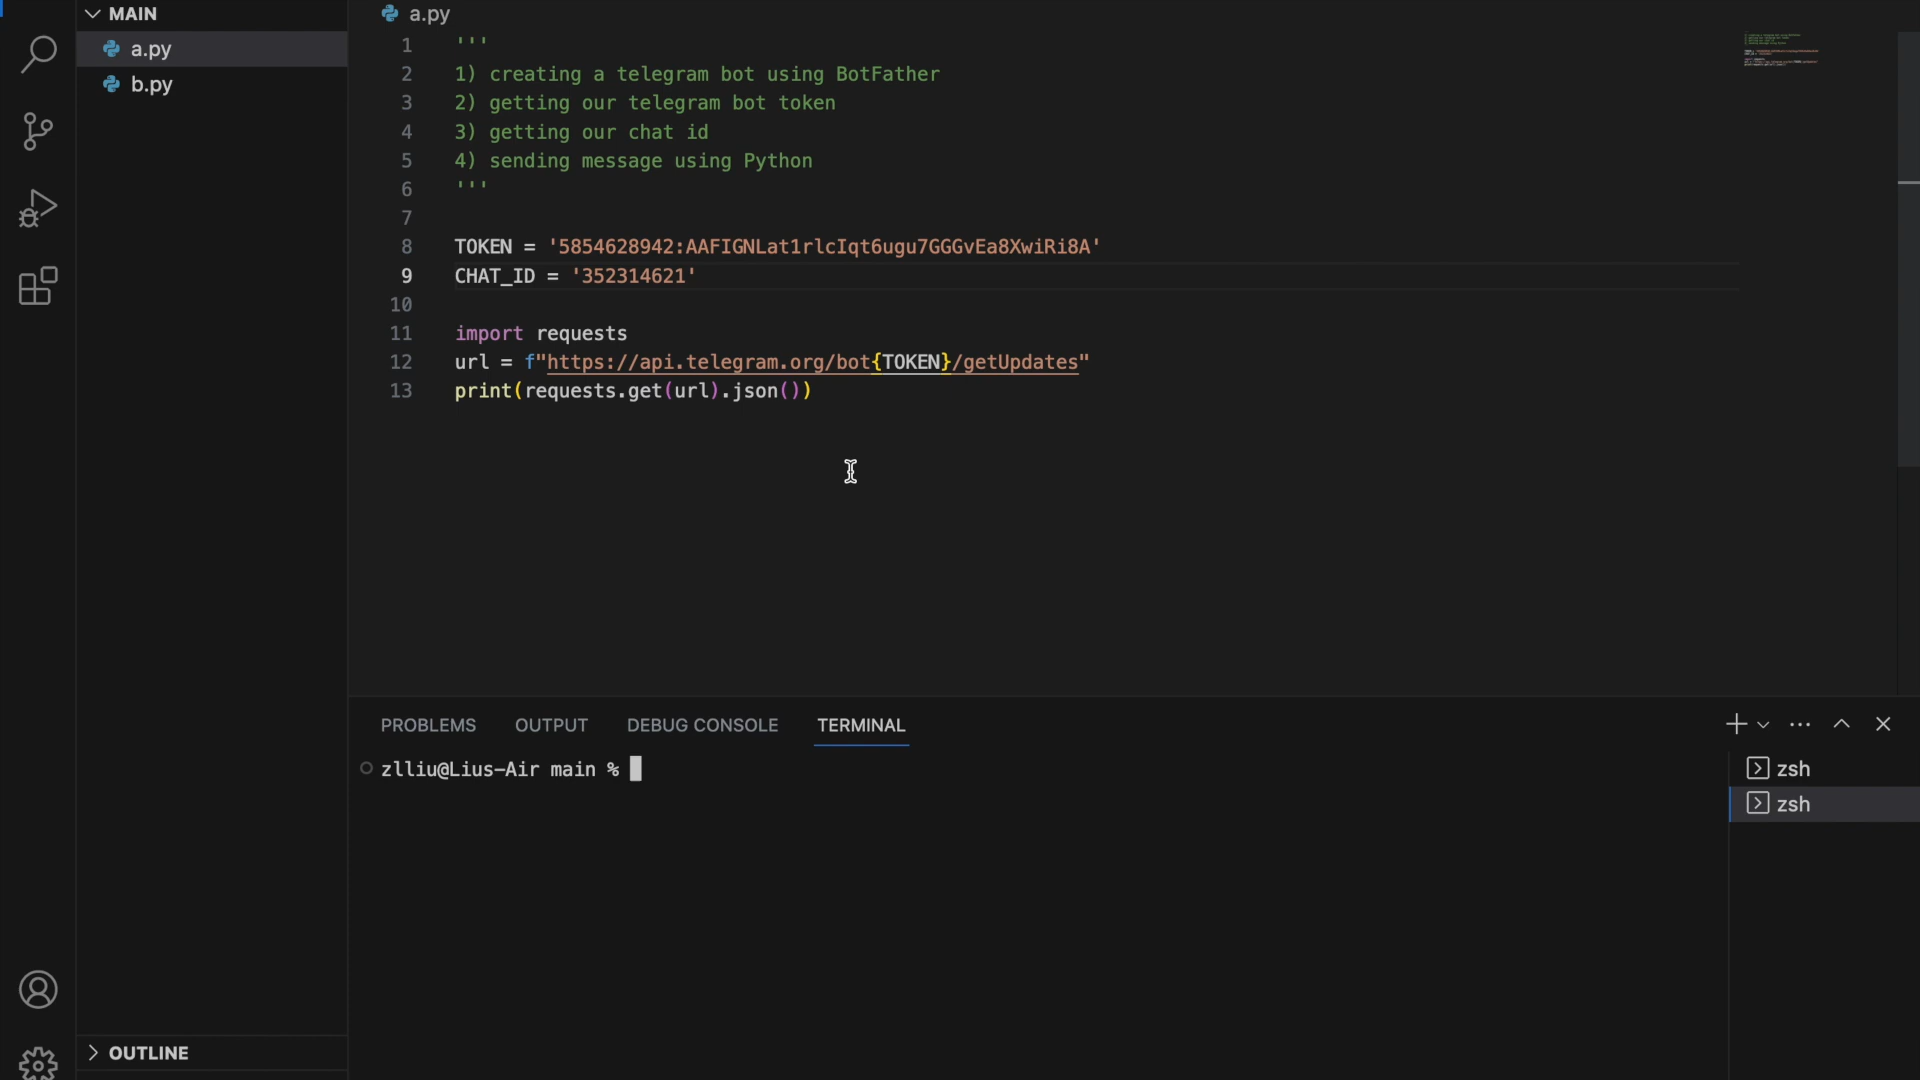 MAIN
a.py
b.py
OUTLINE
a.py
1 '''
2 1) creating a telegram bot using BotFather
3 2) getting our telegram bot token
4 3) getting our chat id
5 4) sending message using Python
6 '''
7
8 TOKEN = '5854628942:AAFIGNLat1rlcIqt6ugu7GGGvEa8XwiRi8A'
9 CHAT_ID = '352314621'
10
11 import requests
12 url = f"https://api.telegram.org/bot{TOKEN}/getUpdates"
13 print(requests.get(url).json())
PROBLEMS OUTPUT DEBUG CONSOLE TERMINAL
zlliu@Lius-Air main %
zsh
zsh